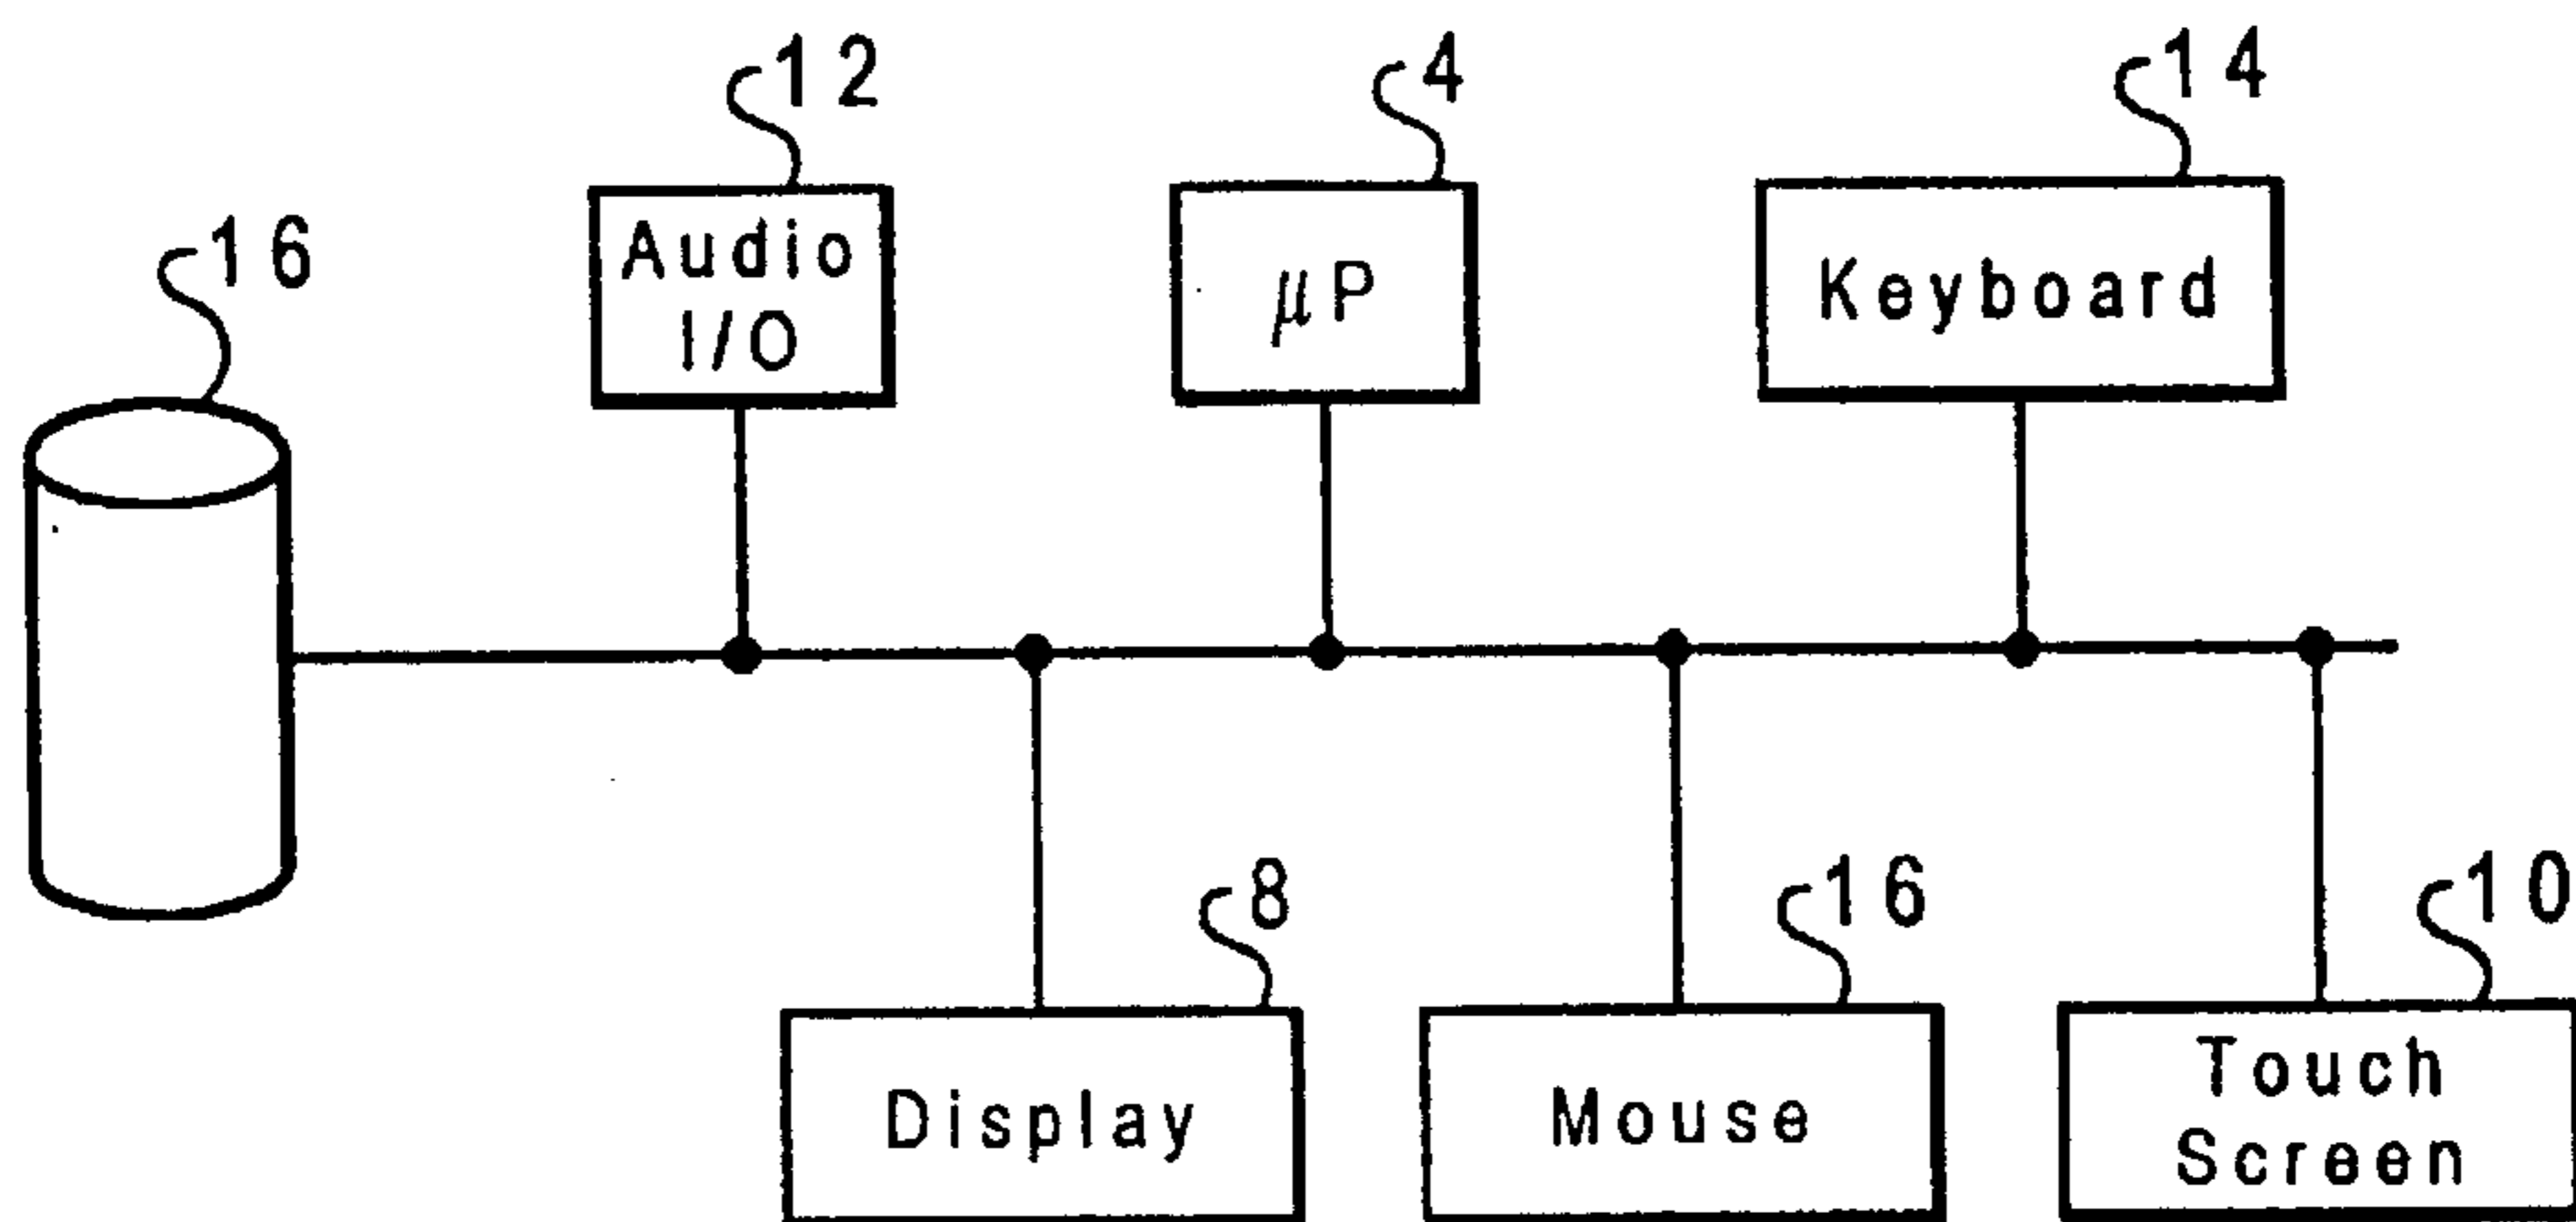 12
4
14
16
Audio
I/O
μP
Keyboard
8
16
10
Display
Mouse
Touch
Screen